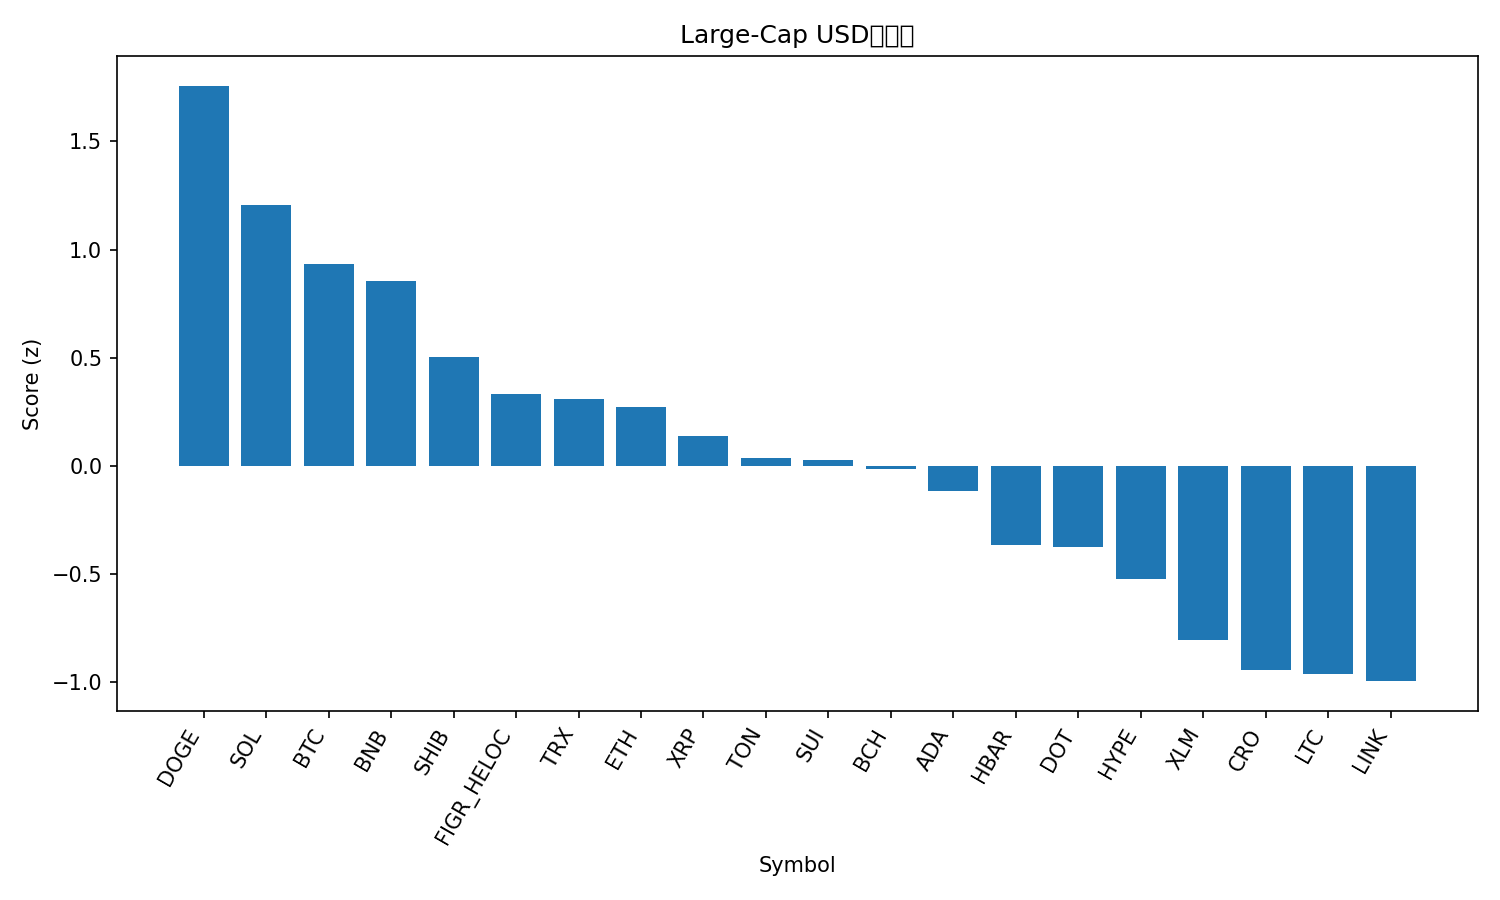 Large-Cap USD
Score (z)
1.5
1.0
0.5
0.0
−0.5
−1.0
DOGE
SOL
BTC
BNB
SHIB
FIGR_HELOC
TRX
ETH
XRP
TON
SUI
BCH
ADA
HBAR
DOT
HYPE
XLM
CRO
LTC
LINK
Symbol